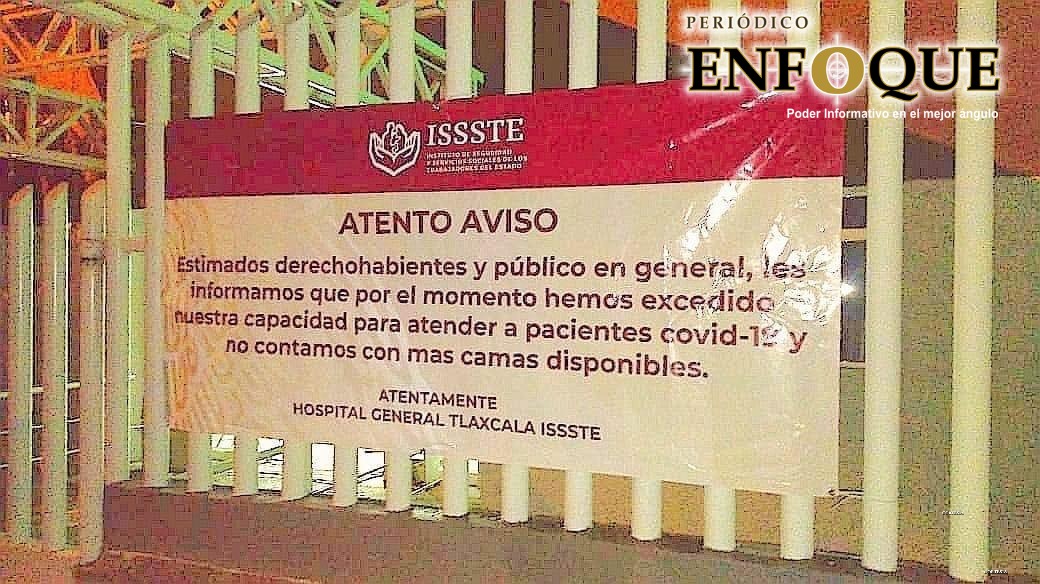 PERIÓDICO
ENFOQUE
Poder Informativo en el mejor ángulo
ISSSTE
INSTITUTO DE SEGURIDAD
Y SERVICIOS SOCIALES DE LOS
TRABAJADORES DEL ESTADO
ATENTO AVISO
Estimados derechohabientes y público en general, les
informamos que por el momento hemos excedido
nuestra capacidad para atender a pacientes covid-19 y
no contamos con mas camas disponibles.
ATENTAMENTE
HOSPITAL GENERAL TLAXCALA ISSSTE